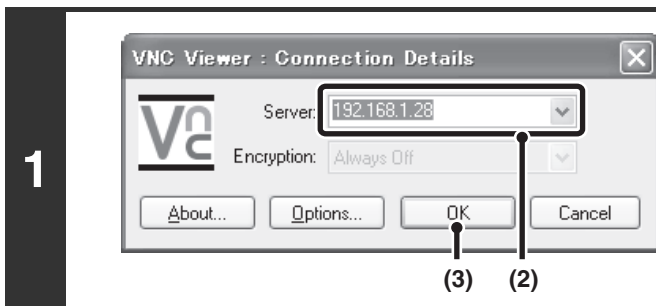 1
VNC Viewer : Connection Details
Vnc
Server: 192.168.1.28
Encryption: Always Off
About... Options... OK Cancel
(3) (2)